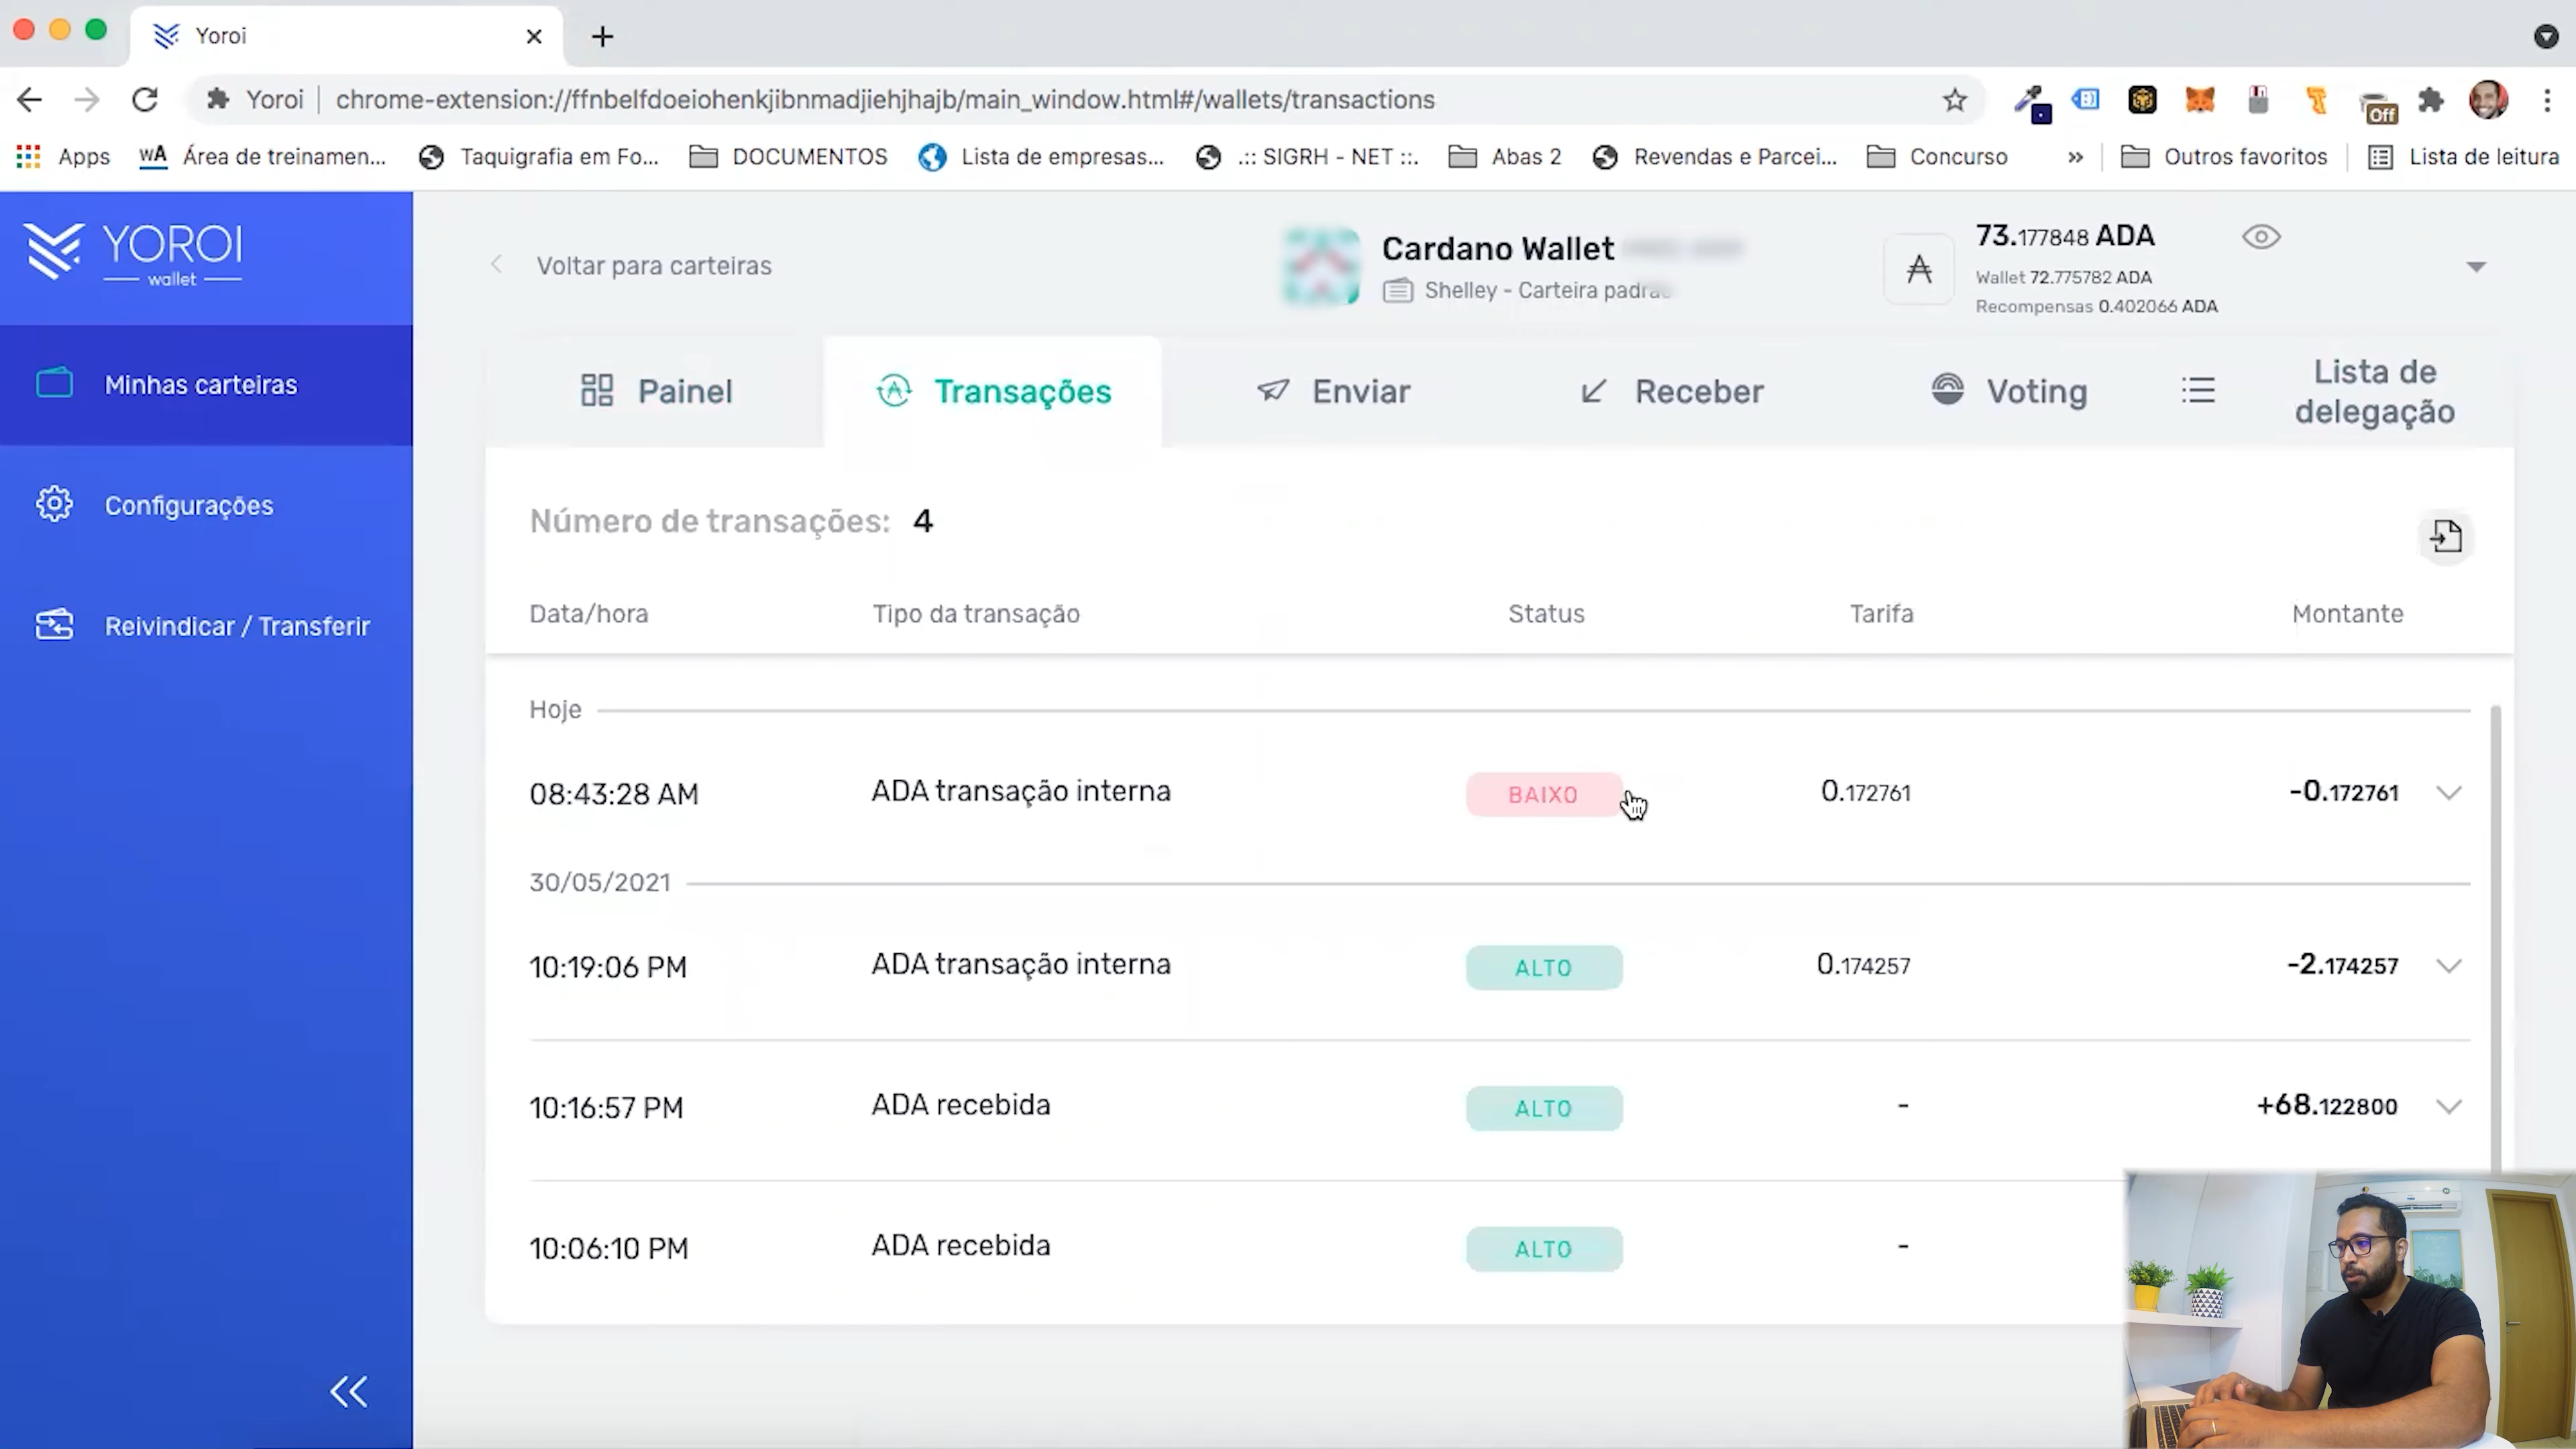 Yoroi
Yoroi chrome-extension://ffnbelfdoeiohenkjibnmadjiehjhajb/main_window.html#/wallets/transactions
Off
Apps
wA Área de treinamen...
Taquigrafia em Fo...
DOCUMENTOS
Lista de empresas...
.:: SIGRH - NET ::.
Abas 2
Revendas e Parcei...
Concurso
»
Outros favoritos
Lista de leitura
YOROI
wallet
Minhas carteiras
Configurações
Reivindicar / Transferir
Voltar para carteiras
Cardano Wallet
Shelley - Carteira padrão
73.177848 ADA
Wallet 72.775782 ADA
Recompensas 0.402066 ADA
Painel
Transações
Enviar
Receber
Voting
Lista de
delegação
Número de transações: 4
Data/hora Tipo da transação Status Tarifa Montante
Hoje
08:43:28 AM ADA transação interna BAIXO 0.172761 -0.172761
30/05/2021
10:19:06 PM ADA transação interna ALTO 0.174257 -2.174257
10:16:57 PM ADA recebida ALTO - +68.122800
10:06:10 PM ADA recebida ALTO -